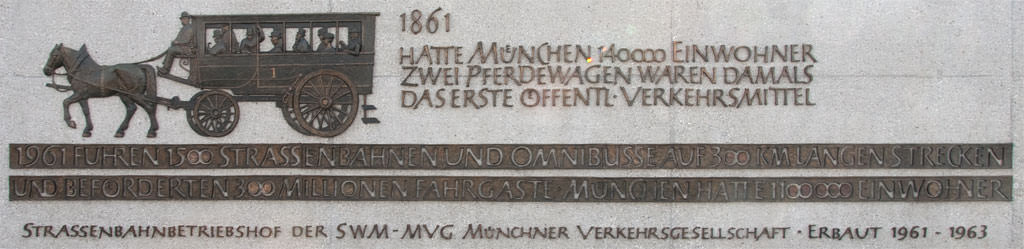 1861
HATTE MÜNCHEN 140000 EINWOHNER
ZWEI PFERDEWAGEN WAREN DAMALS
DAS ERSTE ÖFFENTL · VERKEHRSMITTEL
1
1961 FUHREN 1500 STRASSENBAHNEN UND OMNIBUSSE AUF 300 KM LANGEN STRECKEN
UND BEFÖRDERTEN 300 MILLIONEN FAHRGÄSTE · MÜNCHEN HATTE 1100000 EINWOHNER
STRASSENBAHNBETRIEBSHOF DER SWM-MVG MÜNCHNER VERKEHRSGESELLSCHAFT · ERBAUT 1961 - 1963